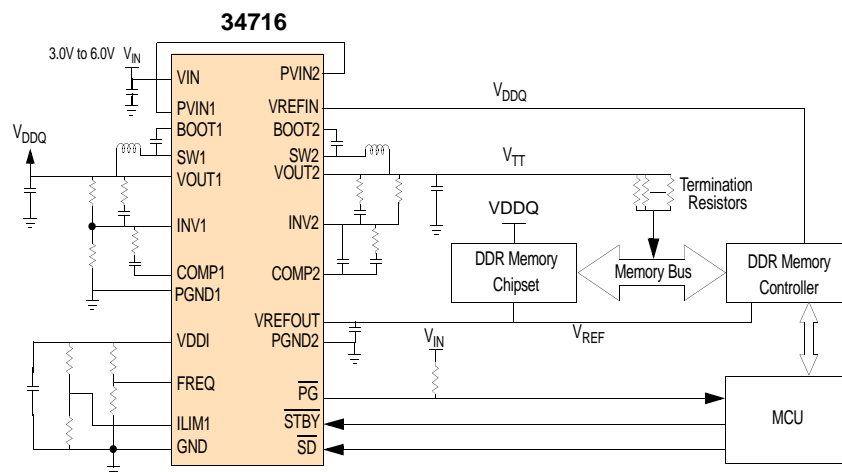 34716
3.0V to 6.0V VIN
VIN
PVIN2
PVIN1
VREFIN
VDDQ
BOOT1
BOOT2
VDDQ
SW1
SW2
VTT
VOUT1
VOUT2
Termination
Resistors
VDDQ
INV1
INV2
DDR Memory
Chipset
Memory Bus
DDR Memory
Controller
COMP1
COMP2
PGND1
VREFOUT
VREF
VDDI
PGND2
VIN
FREQ
PG
MCU
ILIM1
STBY
GND
SD